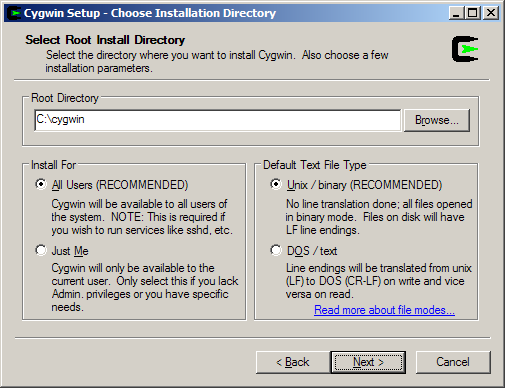 Cygwin Setup - Choose Installation Directory
Select Root Install Directory
Select the directory where you want to install Cygwin.  Also choose a few
installation parameters.
Root Directory
C:\cygwin
Browse...
Install For
All Users (RECOMMENDED)
Cygwin will be available to all users of
the system.  NOTE: This is required if
you wish to run services like sshd, etc.
Just Me
Cygwin will only be available to the
current user.  Only select this if you lack
Admin. privileges or you have specific
needs.
Default Text File Type
Unix / binary (RECOMMENDED)
No line translation done; all files opened
in binary mode.  Files on disk will have
LF line endings.
DOS / text
Line endings will be translated from unix
(LF) to DOS (CR-LF) on write and vice
versa on read.
Read more about file modes...
< Back
Next >
Cancel